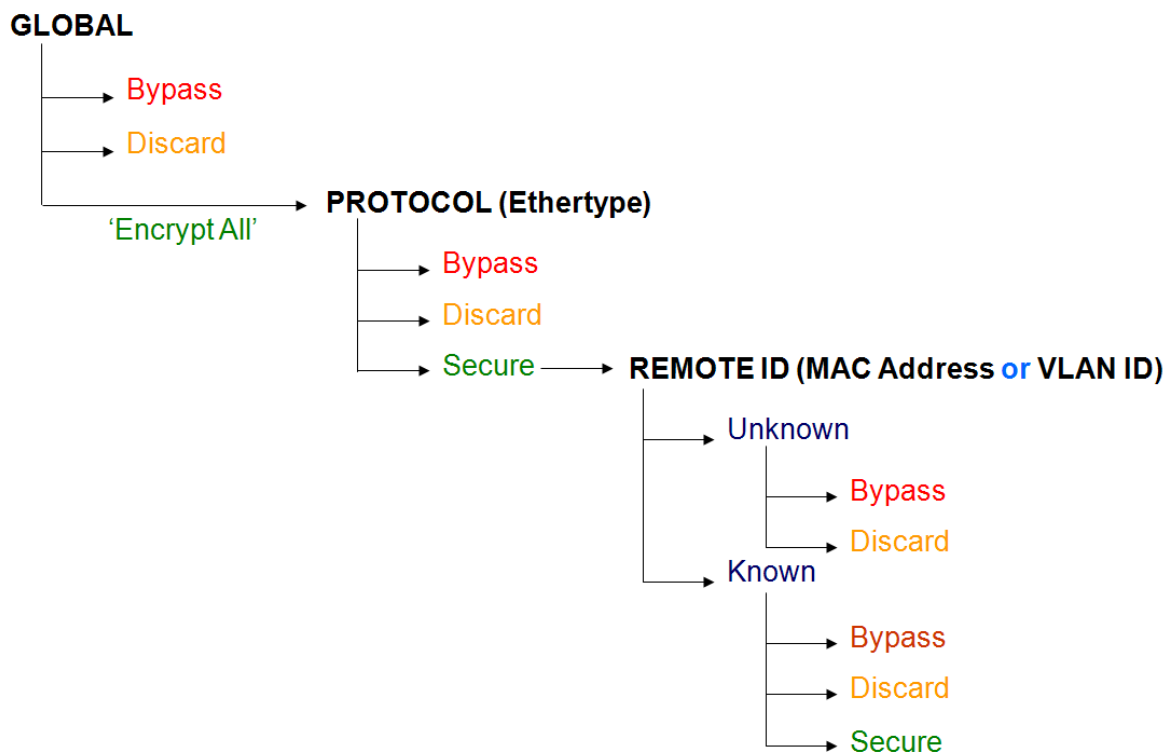 GLOBAL
Bypass
Discard
‘Encrypt All’
PROTOCOL (Ethertype)
Bypass
Discard
Secure
REMOTE ID (MAC Address or VLAN ID)
Unknown
Bypass
Discard
Known
Bypass
Discard
Secure